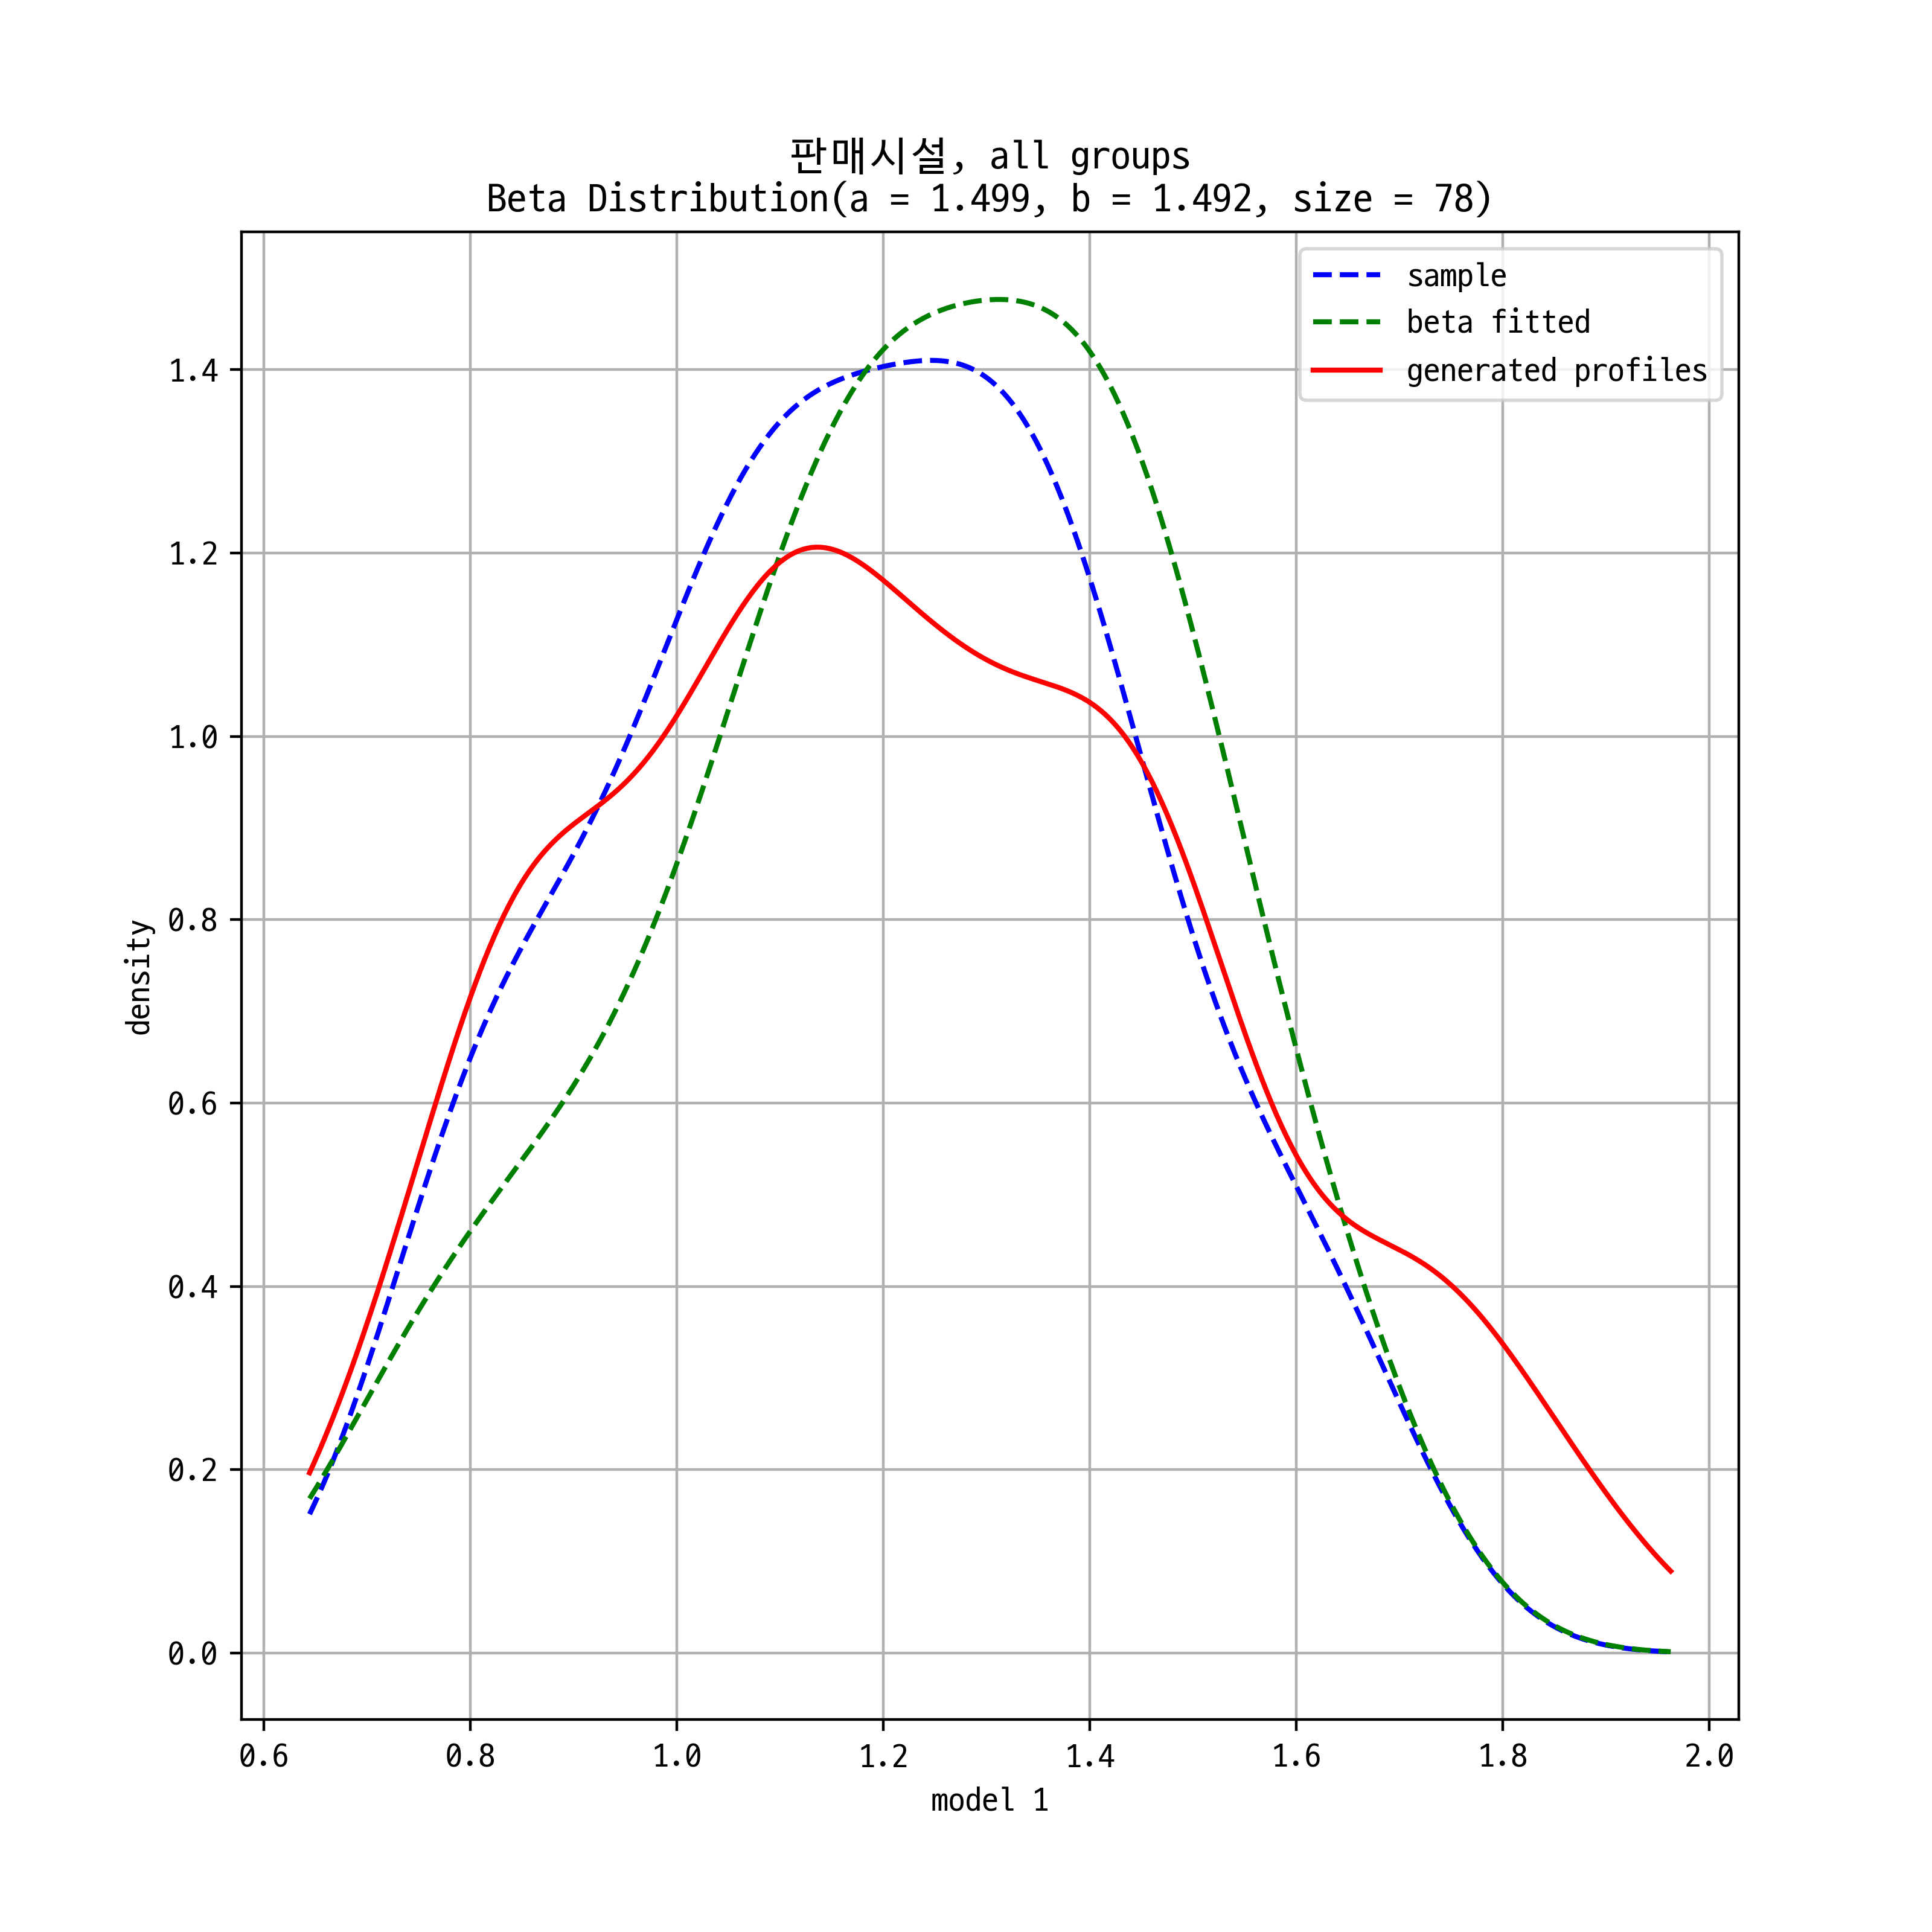 판매시설, all groups
Beta Distribution(a = 1.499, b = 1.492, size = 78)
sample
beta fitted
generated profiles
density
1.4
1.2
1.0
0.8
0.6
0.4
0.2
0.0
0.6 0.8 1.0 1.2 1.4 1.6 1.8 2.0
model 1